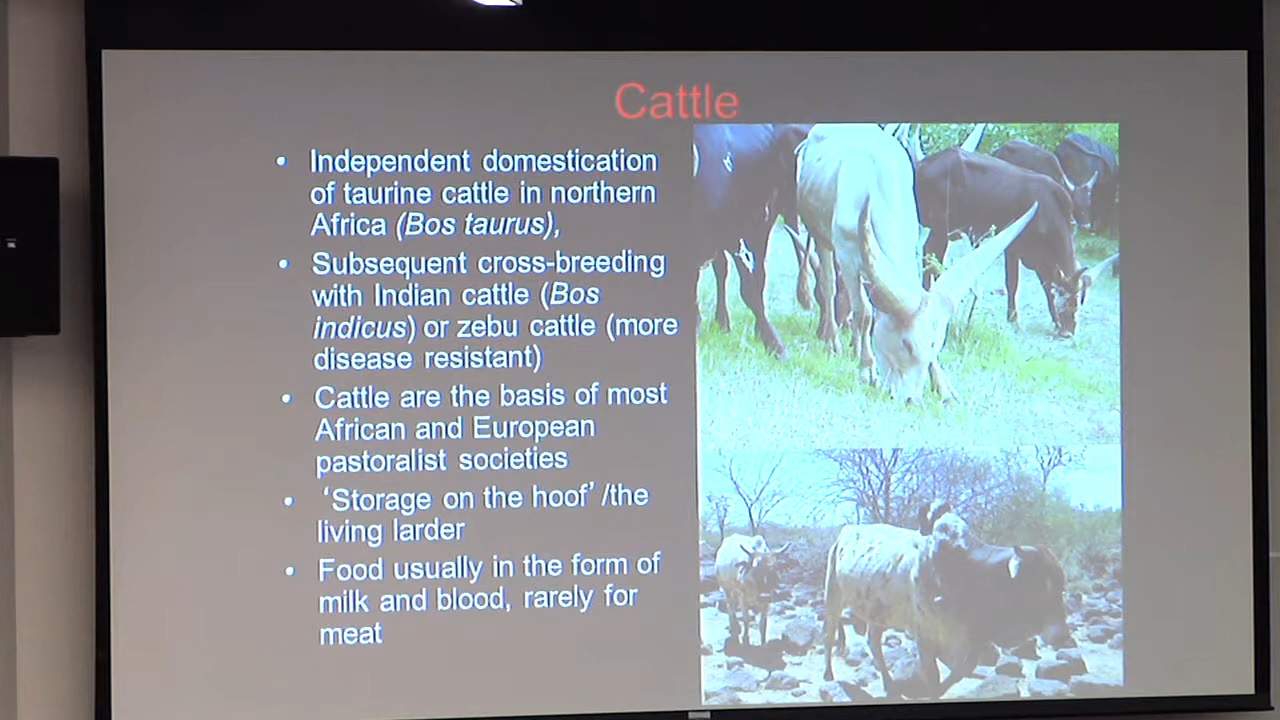 Cattle
• Independent domestication
of taurine cattle in northern
Africa (Bos taurus),
• Subsequent cross-breeding
with Indian cattle (Bos
indicus) or zebu cattle (more
disease resistant)
• Cattle are the basis of most
African and European
pastoralist societies
• ‘Storage on the hoof’ /the
living larder
• Food usually in the form of
milk and blood, rarely for
meat